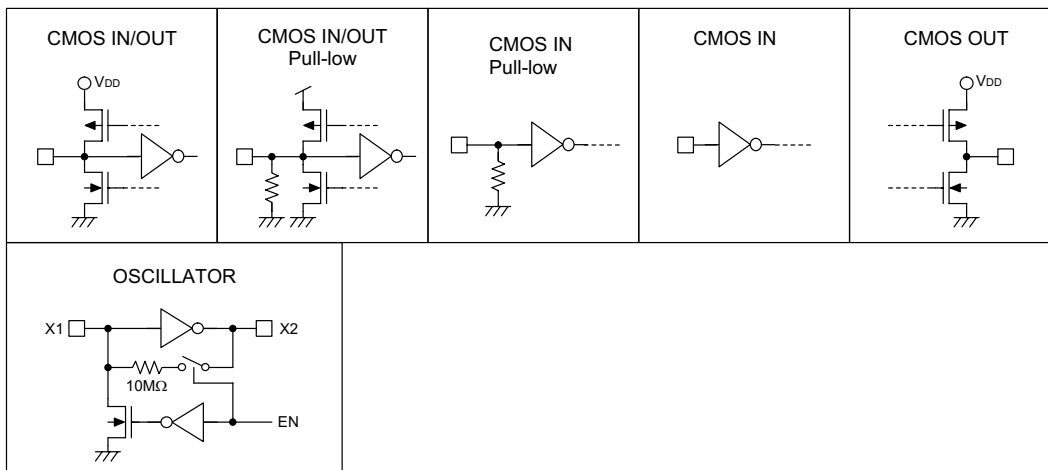 CMOS IN/OUT
VDD
CMOS IN/OUT
Pull-low
CMOS IN
Pull-low
CMOS IN
CMOS OUT
VDD
OSCILLATOR
X1
X2
10MΩ
EN